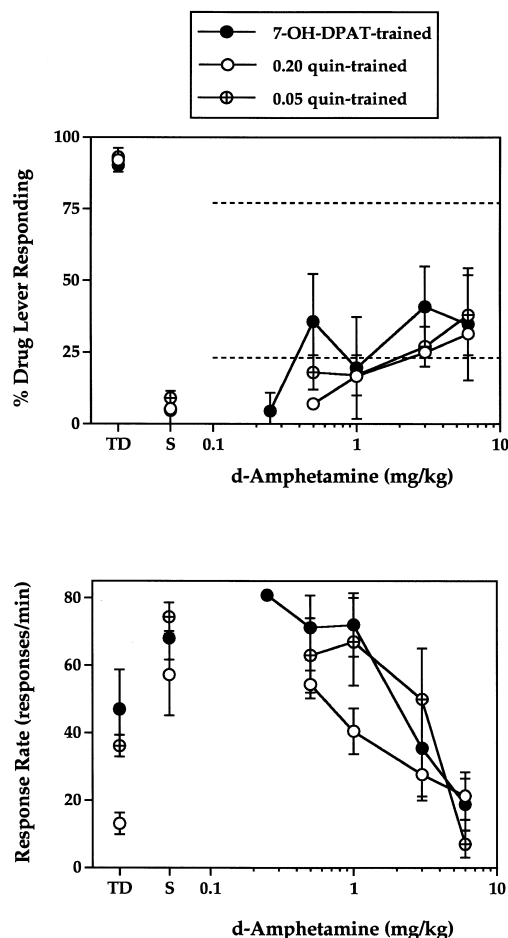 7-OH-DPAT-trained
0.20 quin-trained
0.05 quin-trained
% Drug Lever Responding
100
75
50
25
0
TD S 0.1 1 10
d-Amphetamine (mg/kg)
Response Rate (responses/min)
80
60
40
20
0
TD S 0.1 1 10
d-Amphetamine (mg/kg)